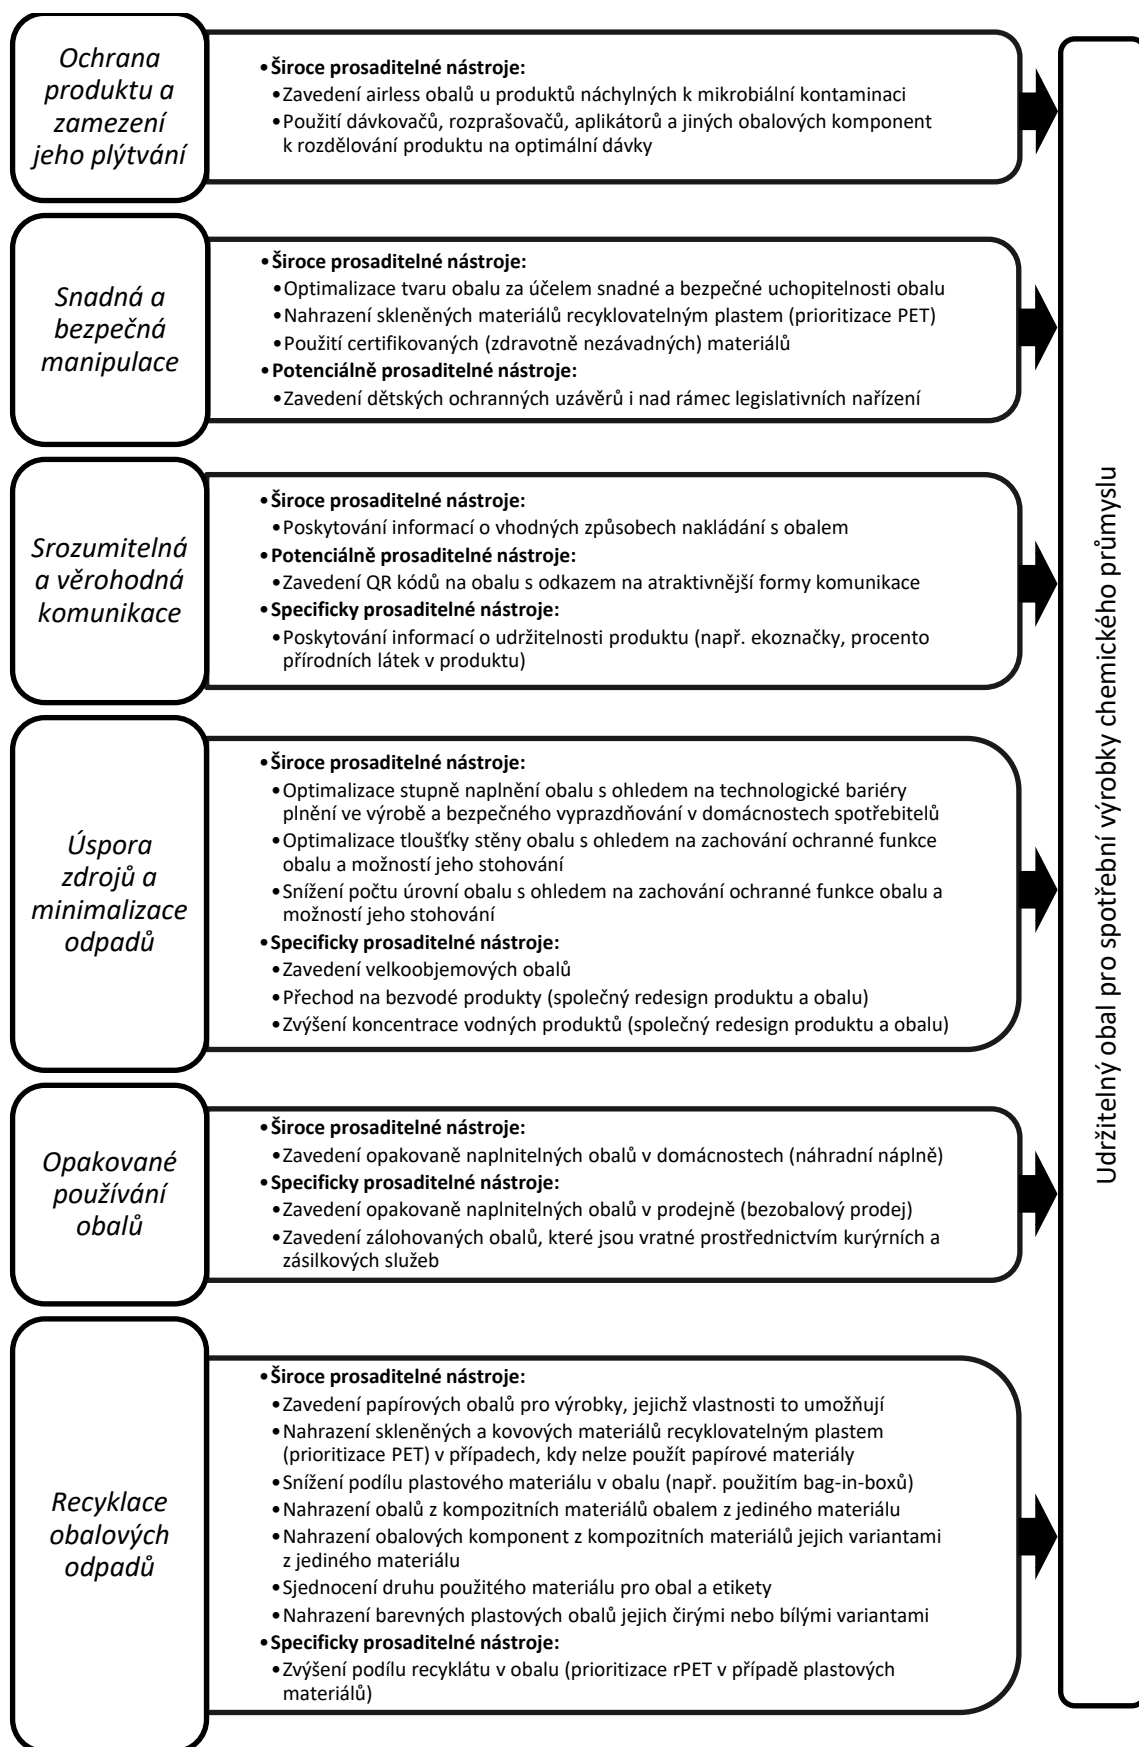 Ochrana
produktu a
zamezení
jeho plýtvání
•Široce prosaditelné nástroje:
•Zavedení airless obalů u produktů náchylných k mikrobiální kontaminaci
•Použití dávkovačů, rozprašovačů, aplikátorů a jiných obalových komponent
k rozdělování produktu na optimální dávky
Snadná a
bezpečná
manipulace
•Široce prosaditelné nástroje:
•Optimalizace tvaru obalu za účelem snadné a bezpečné uchopitelnosti obalu
•Nahrazení skleněných materiálů recyklovatelným plastem (prioritizace PET)
•Použití certifikovaných (zdravotně nezávadných) materiálů
•Potenciálně prosaditelné nástroje:
•Zavedení dětských ochranných uzávěrů i nad rámec legislativních nařízení
Srozumitelná
a věrohodná
komunikace
•Široce prosaditelné nástroje:
•Poskytování informací o vhodných způsobech nakládání s obalem
•Potenciálně prosaditelné nástroje:
•Zavedení QR kódů na obalu s odkazem na atraktivnější formy komunikace
•Specificky prosaditelné nástroje:
•Poskytování informací o udržitelnosti produktu (např. ekoznačky, procento
přírodních látek v produktu)
Úspora
zdrojů a
minimalizace
odpadů
•Široce prosaditelné nástroje:
•Optimalizace stupně naplnění obalu s ohledem na technologické bariéry
plnění ve výrobě a bezpečného vyprazdňování v domácnostech spotřebitelů
•Optimalizace tloušťky stěny obalu s ohledem na zachování ochranné funkce
obalu a možností jeho stohování
•Snížení počtu úrovní obalu s ohledem na zachování ochranné funkce obalu a
možností jeho stohování
•Specificky prosaditelné nástroje:
•Zavedení velkoobjemových obalů
•Přechod na bezvodé produkty (společný redesign produktu a obalu)
•Zvýšení koncentrace vodných produktů (společný redesign produktu a obalu)
Opakované
používání
obalů
•Široce prosaditelné nástroje:
•Zavedení opakovaně naplnitelných obalů v domácnostech (náhradní náplně)
•Specificky prosaditelné nástroje:
•Zavedení opakovaně naplnitelných obalů v prodejně (bezobalový prodej)
•Zavedení zálohovaných obalů, které jsou vratné prostřednictvím kurýrních a
zásilkových služeb
Recyklace
obalových
odpadů
•Široce prosaditelné nástroje:
•Zavedení papírových obalů pro výrobky, jejichž vlastnosti to umožňují
•Nahrazení skleněných a kovových materiálů recyklovatelným plastem
(prioritizace PET) v případech, kdy nelze použít papírové materiály
•Snížení podílu plastového materiálu v obalu (např. použitím bag-in-boxů)
•Nahrazení obalů z kompozitních materiálů obalem z jediného materiálu
•Nahrazení obalových komponent z kompozitních materiálů jejich variantami
z jediného materiálu
•Sjednocení druhu použitého materiálu pro obal a etikety
•Nahrazení barevných plastových obalů jejich čirými nebo bílými variantami
•Specificky prosaditelné nástroje:
•Zvýšení podílu recyklátu v obalu (prioritizace rPET v případě plastových
materiálů)
Udržitelný obal pro spotřební výrobky chemického průmyslu